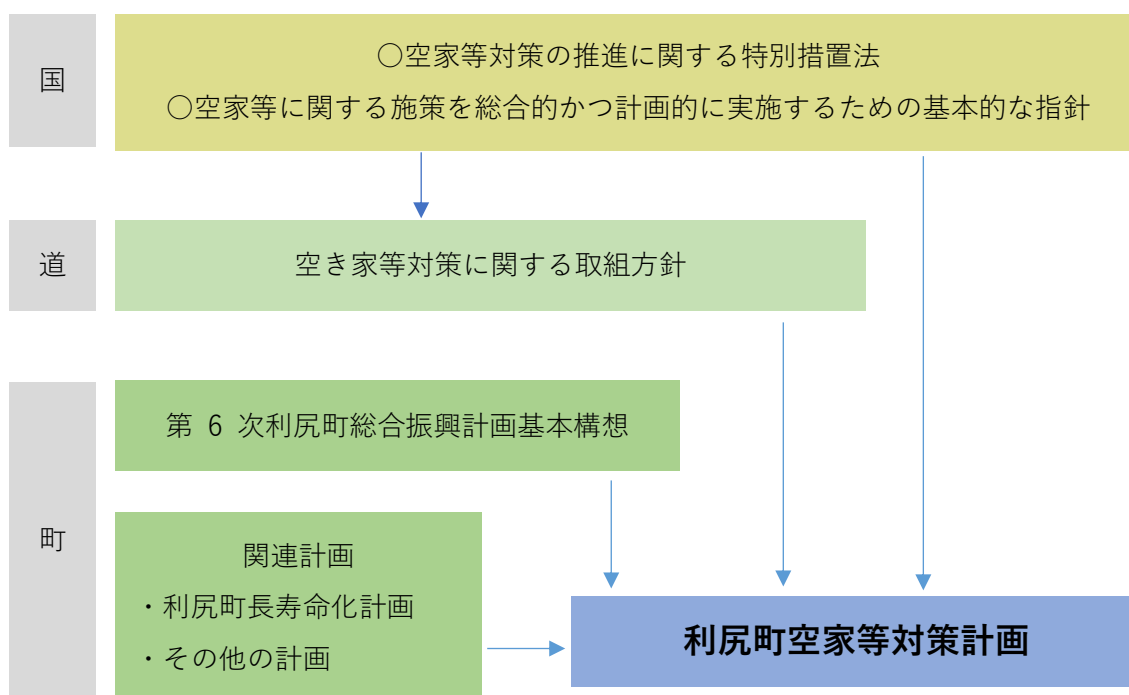 国
○空家等対策の推進に関する特別措置法
○空家等に関する施策を総合的かつ計画的に実施するための基本的な指針
道
空き家等対策に関する取組方針
町
第 6 次利尻町総合振興計画基本構想
関連計画
・利尻町長寿命化計画
・その他の計画
利尻町空家等対策計画